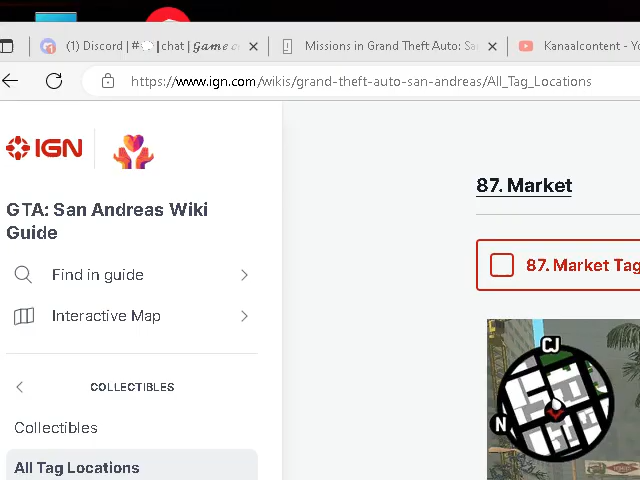 (1) Discord | #💬 | chat | 𝓖𝓪𝓶𝓮 𝓬
Missions in Grand Theft Auto: Sa
Kanaalcontent - Yo
https://www.ign.com/wikis/grand-theft-auto-san-andreas/All_Tag_Locations
IGN
GTA: San Andreas Wiki
Guide
Find in guide
Interactive Map
COLLECTIBLES
Collectibles
All Tag Locations
87. Market
87. Market Tag
CJ
N